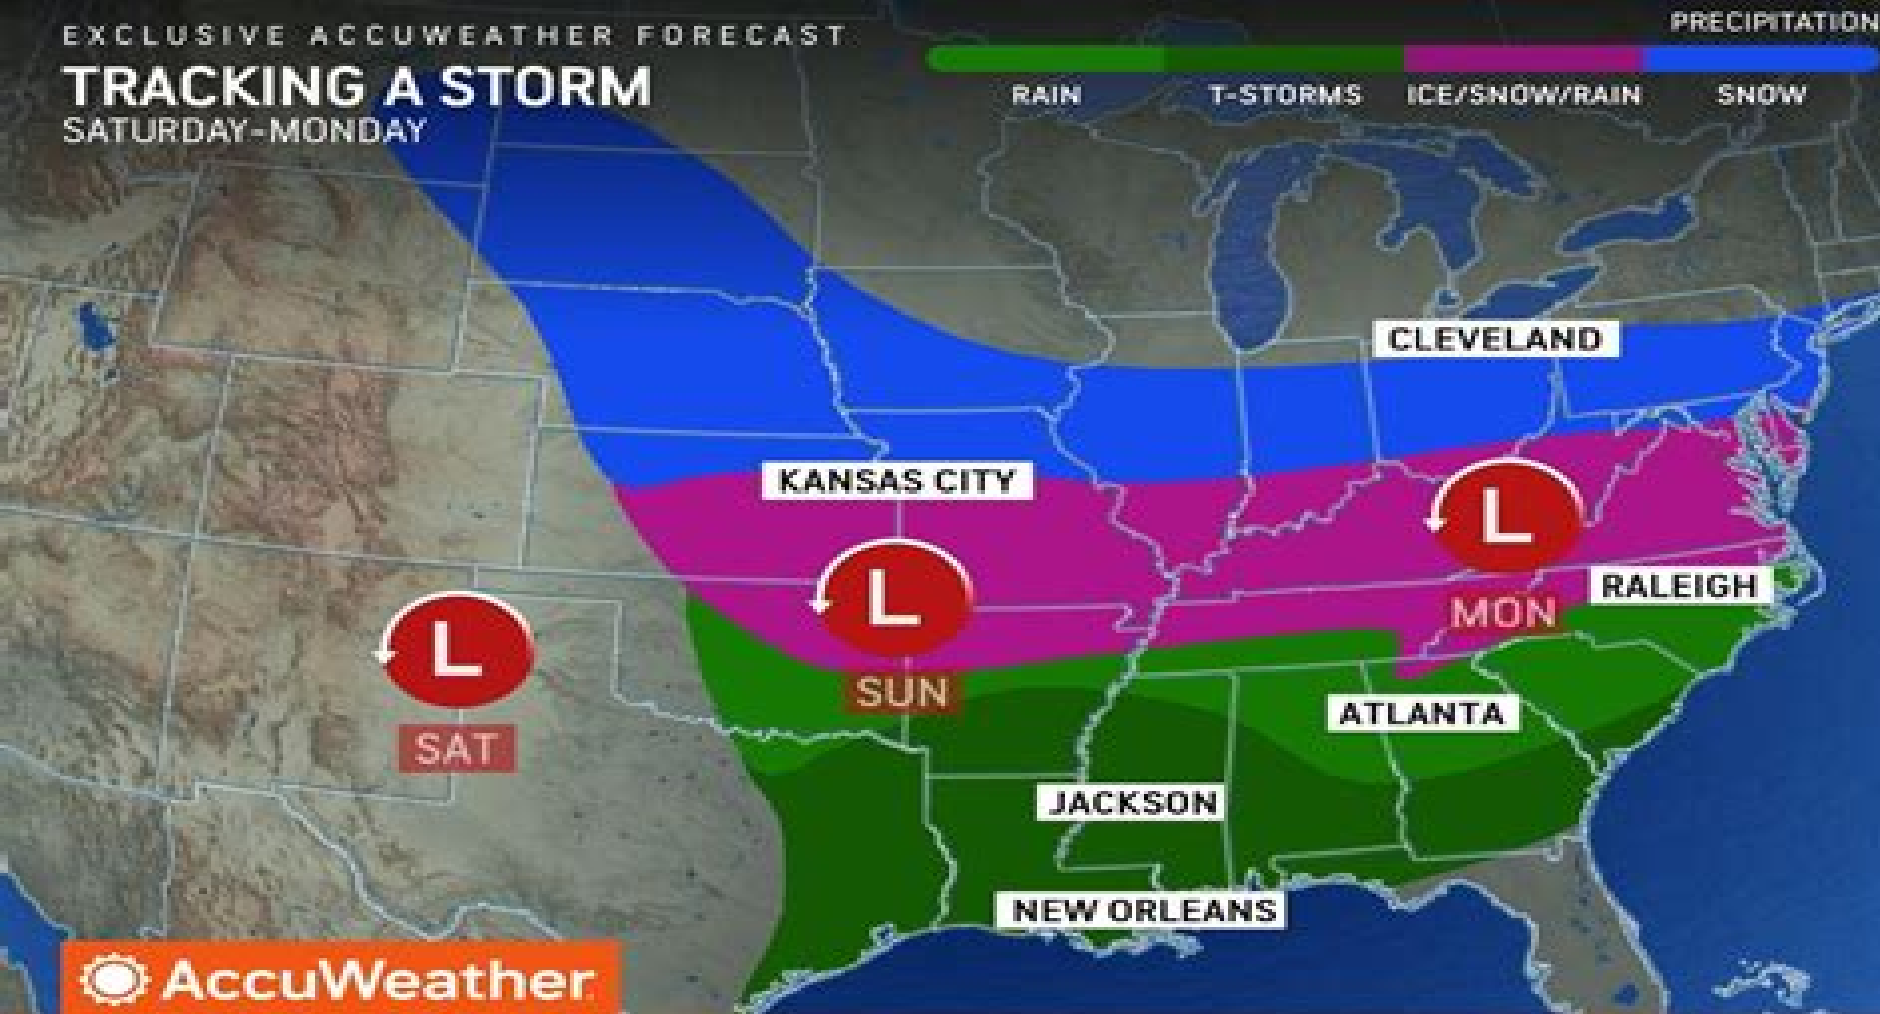 EXCLUSIVE ACCUWEATHER FORECAST
TRACKING A STORM
SATURDAY-MONDAY
PRECIPITATION
RAIN T-STORMS ICE/SNOW/RAIN SNOW
CLEVELAND
KANSAS CITY
L
L
RALEIGH
MON
L
SUN
ATLANTA
SAT
JACKSON
NEW ORLEANS
AccuWeather